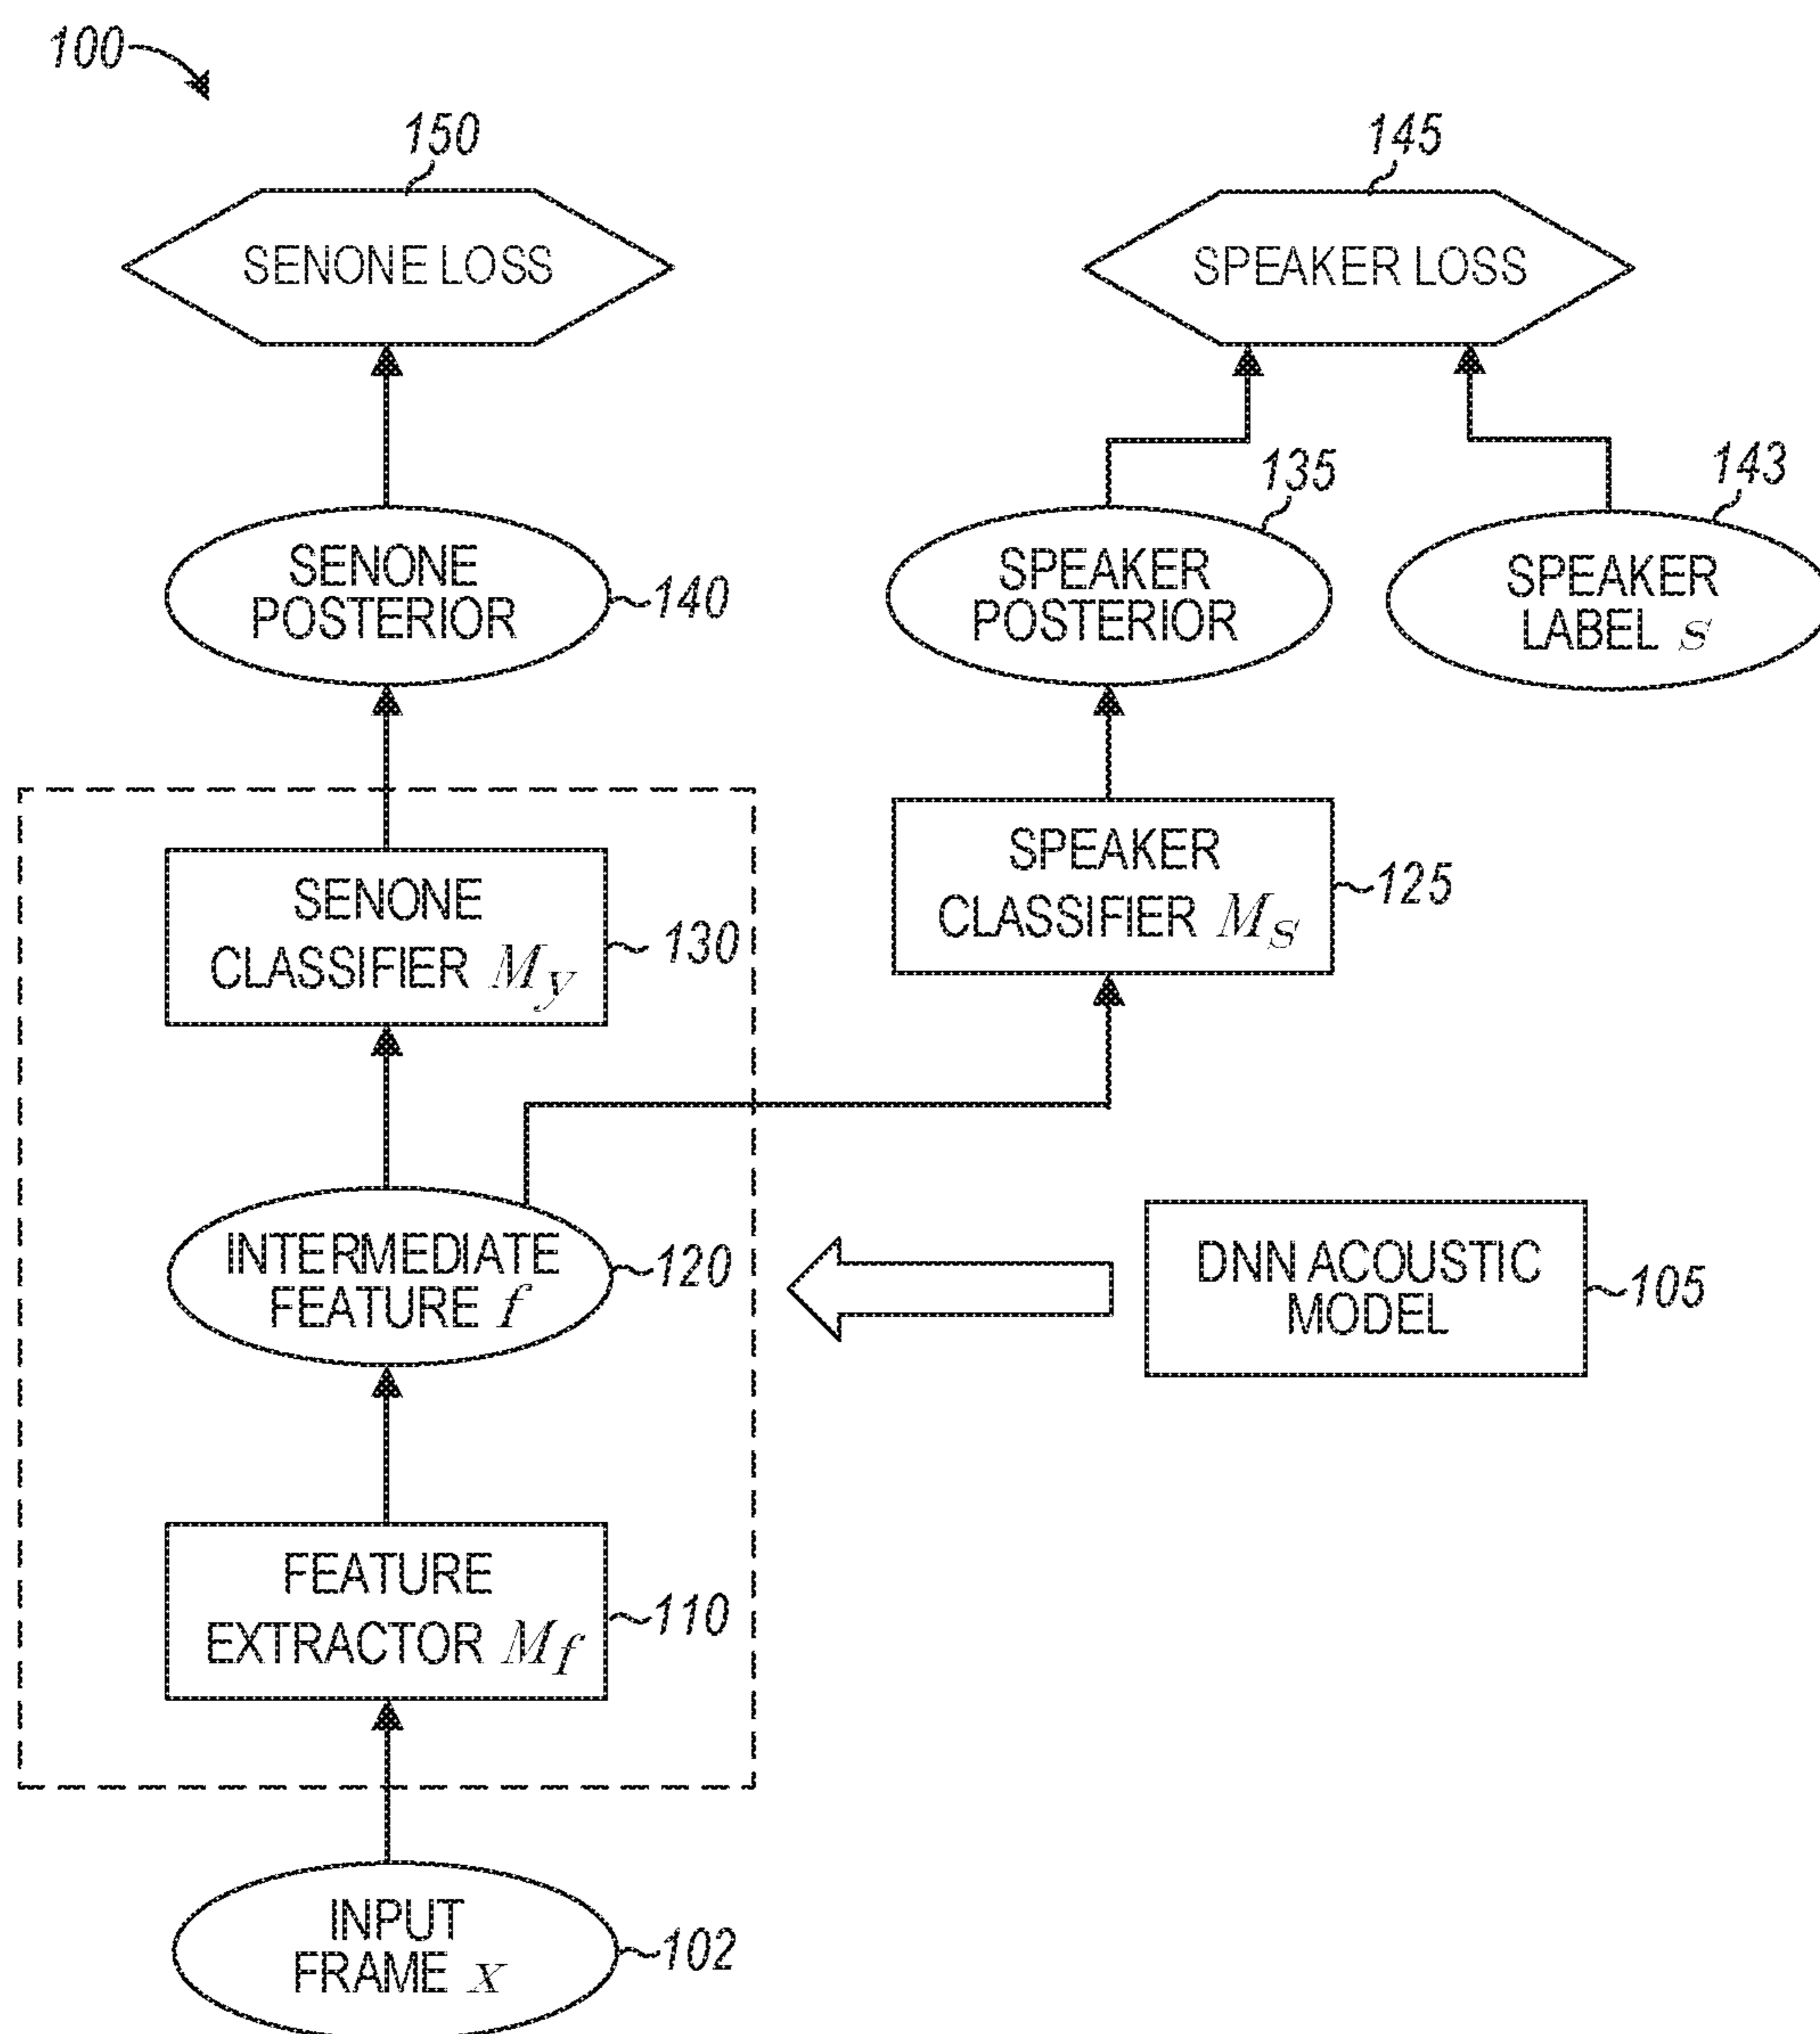 100
150
145
SENONE LOSS
SPEAKER LOSS
135
143
SENONE
POSTERIOR
140
SPEAKER
POSTERIOR
SPEAKER
LABEL s
SENONE
CLASSIFIER My
130
SPEAKER
CLASSIFIER Ms
125
INTERMEDIATE
FEATURE f
120
DNN ACOUSTIC
MODEL
105
FEATURE
EXTRACTOR Mf
110
INPUT
FRAME x
102